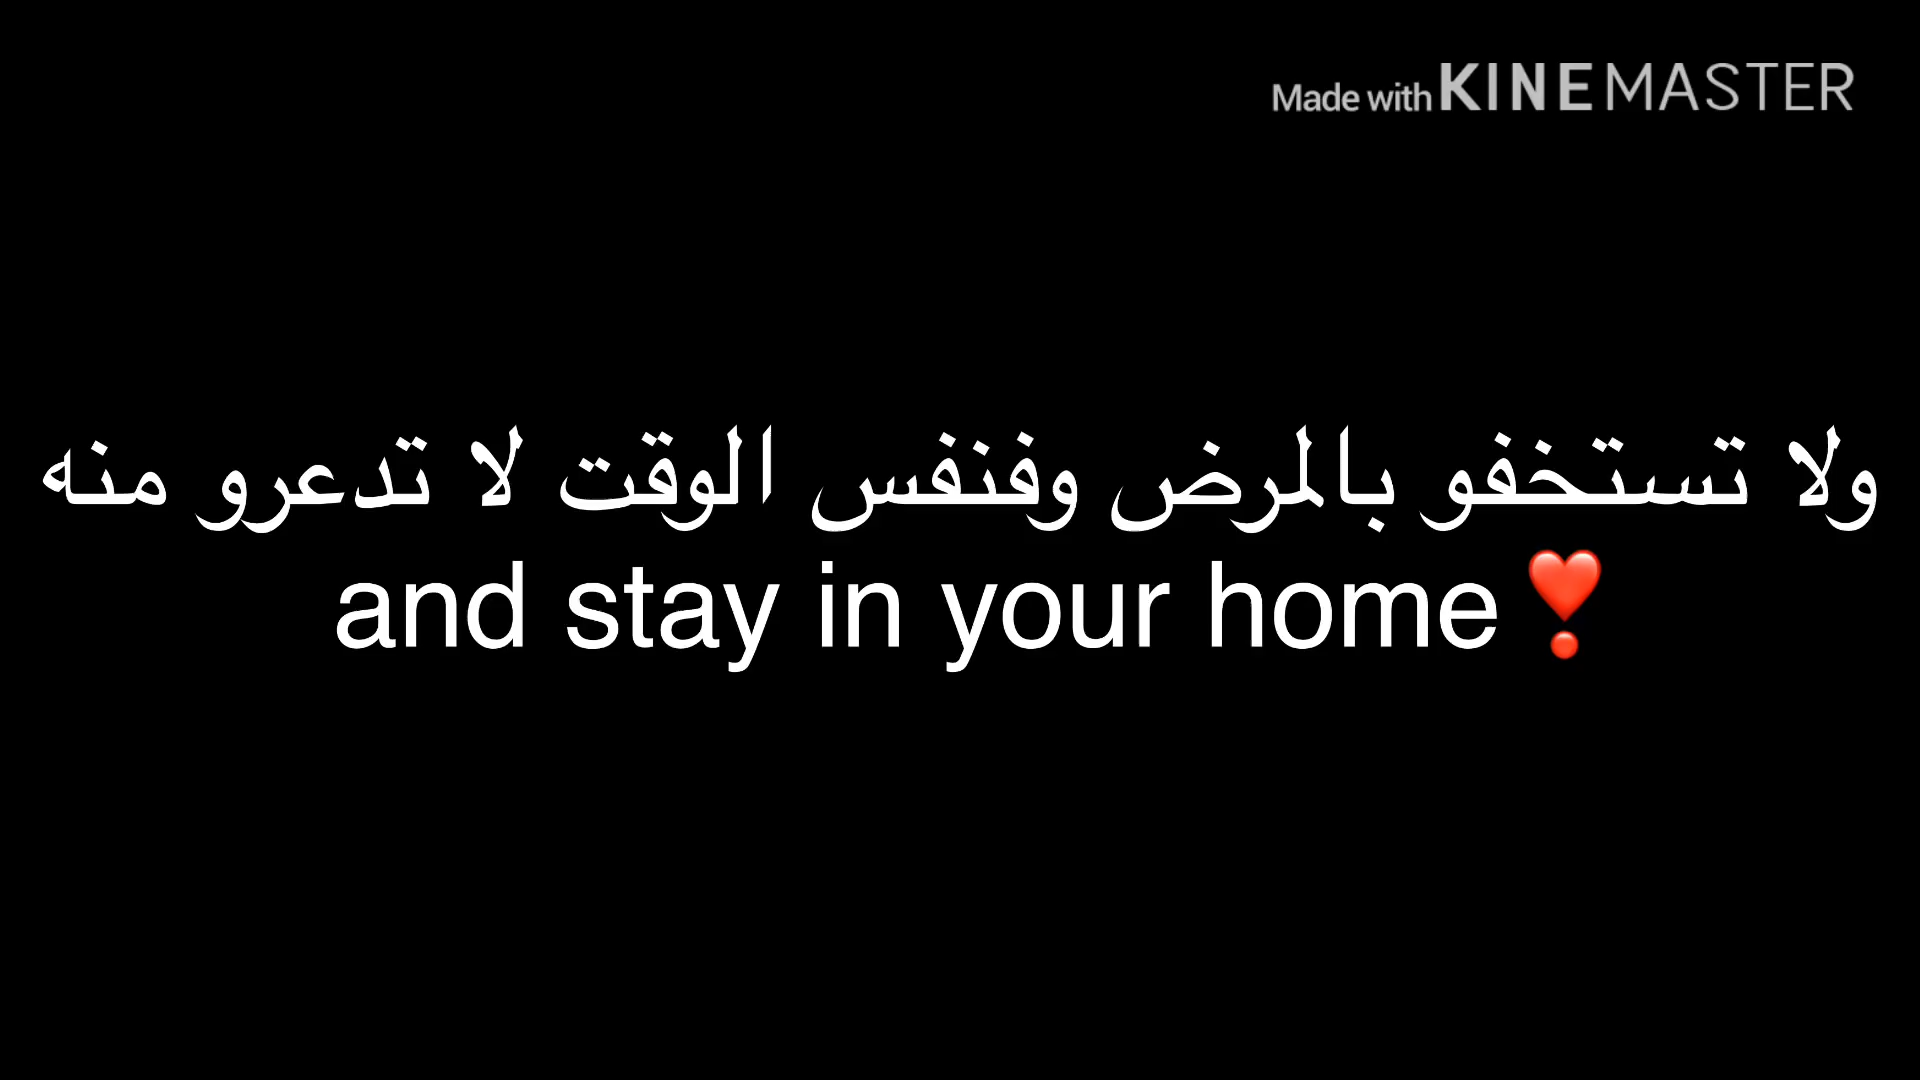 Made with KINEMASTER
ولا تستخفو بالمرض وفنفس الوقت لا تدعرو منه
and stay in your home❣️